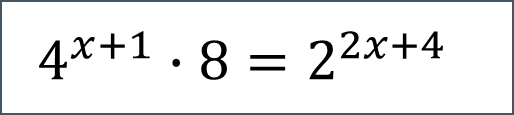 4^{x+1} · 8 = 2^{2x+4}